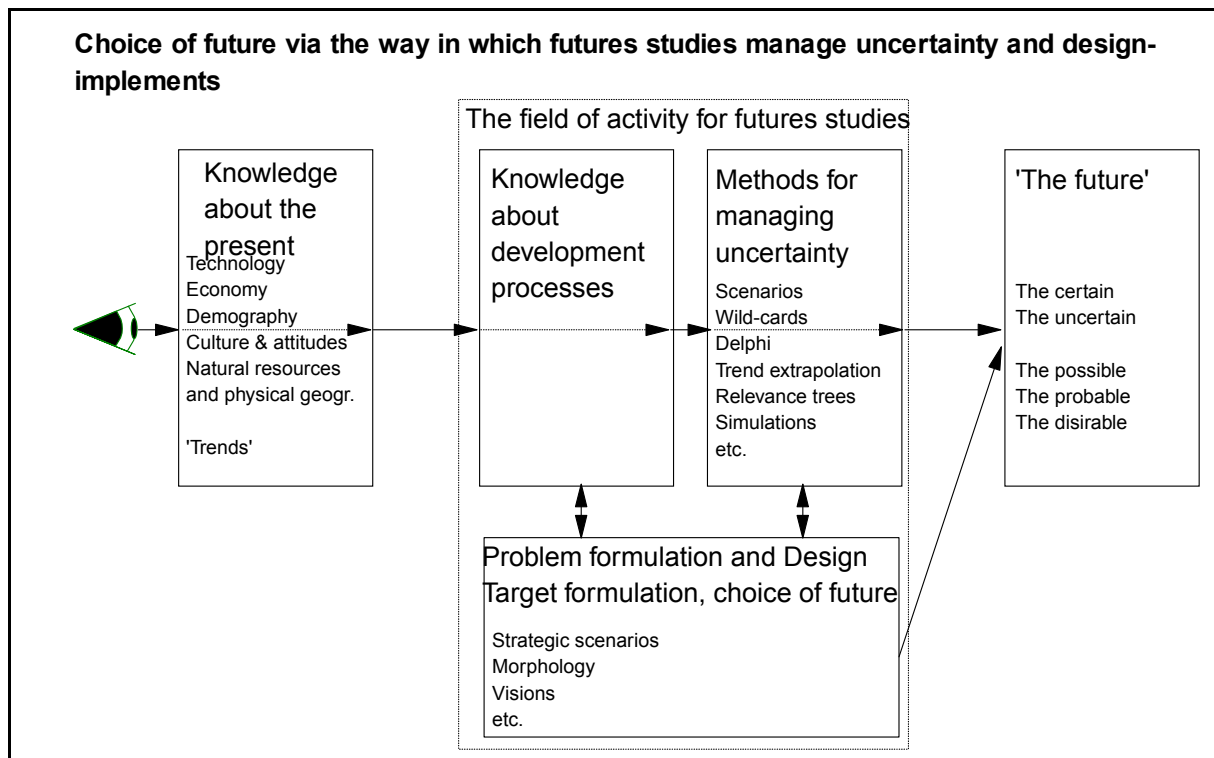 Choice of future via the way in which futures studies manage uncertainty and design-
implements
The field of activity for futures studies
Knowledge
about the
present
Technology
Economy
Demography
Culture & attitudes
Natural resources
and physical geogr.
'Trends'
Knowledge
about
development
processes
Methods for
managing
uncertainty
Scenarios
Wild-cards
Delphi
Trend extrapolation
Relevance trees
Simulations
etc.
'The future'
The certain
The uncertain
The possible
The probable
The disirable
Problem formulation and Design
Target formulation, choice of future
Strategic scenarios
Morphology
Visions
etc.